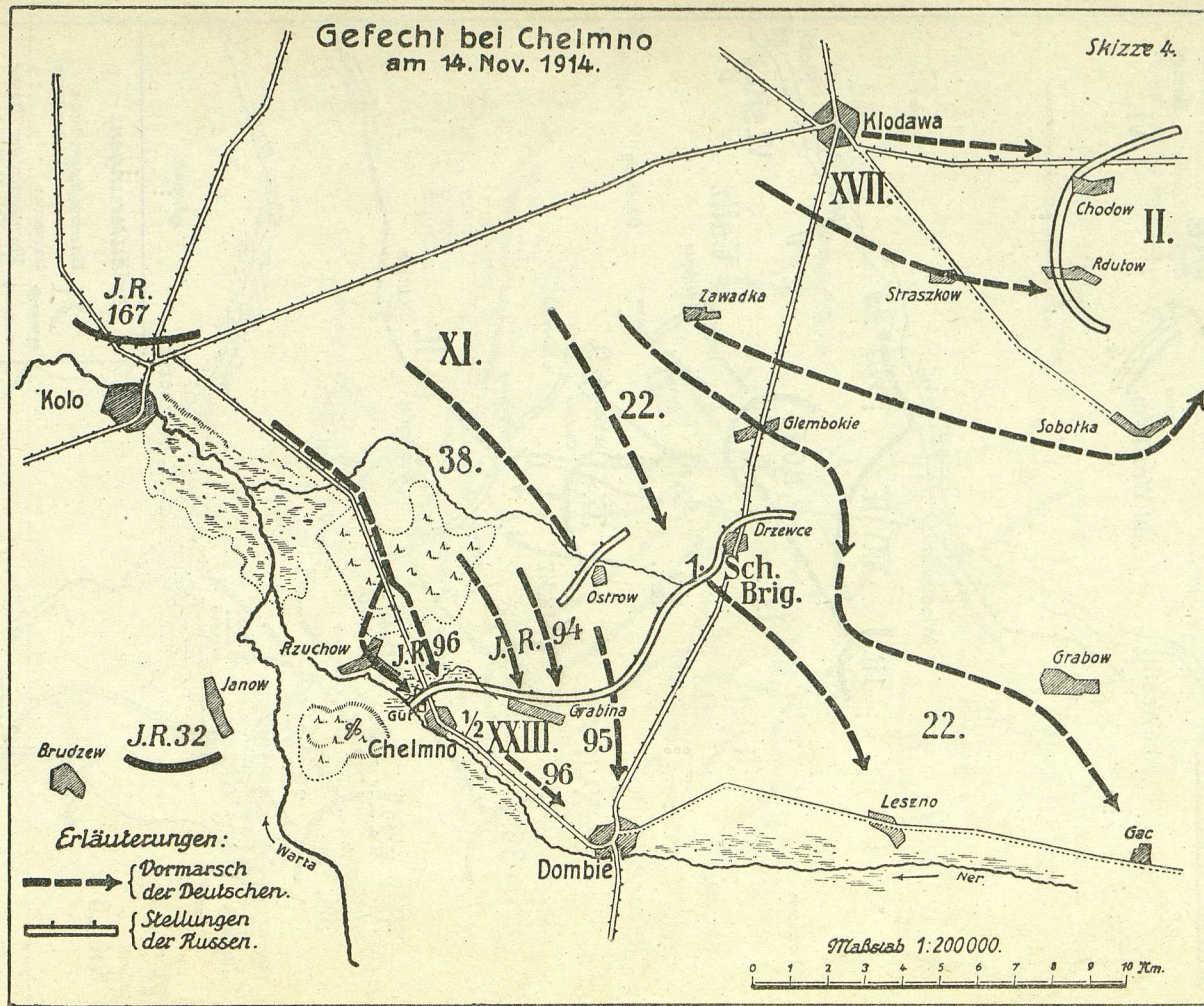 Gefecht bei Chelmno
am 14. Nov. 1914.
Skizze 4.
Klodawa
XVII.
Chodow
II.
Rdutow
Straszkow
J.R.
167
Zawadka
XI.
22.
Kolo
Glembokie
Sobotka
38.
Drzewce
1. Sch.
Brig.
Ostrow
Rzuchow
J.R. 96
J.R. 94
Grabow
Janow
Gut
Grabina
J.R.32
1/2 XXIII.
95
22.
Chelmno
Brudzew
96
Leszno
Gac
Warta
Dombie
Ner.
Erläuterungen:
Vormarsch
der Deutschen.
Stellungen
der Russen.
Maßstab 1:200000.
0 1 2 3 4 5 6 7 8 9 10 Km.